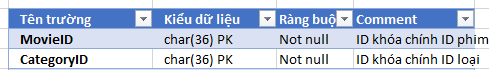 Tên trường Kiểu dữ liệu Ràng buộ Comment
MovieID char(36) PK Not null ID khóa chính ID phim
CategoryID char(36) PK Not null ID khóa chính ID loại